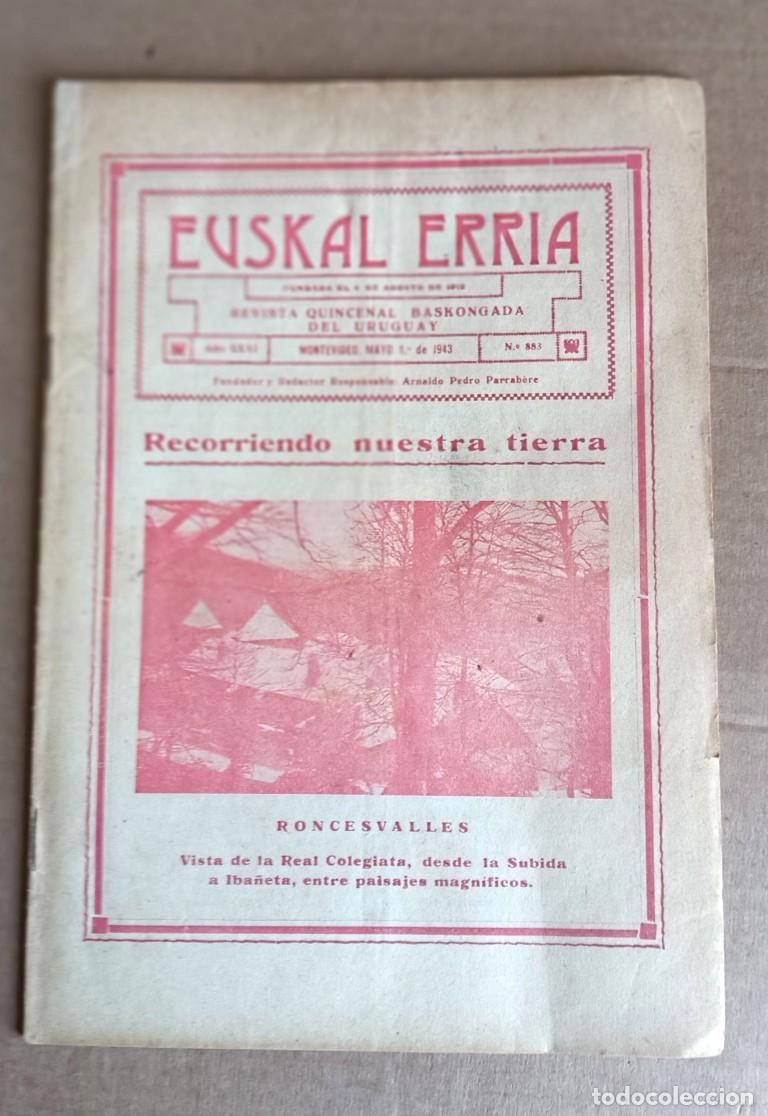 EUSKAL ERRIA
FUNDADA EL DE AGOSTO DE 1912
REVISTA QUINCENAL BASKONGADA
DEL URUGUAY
AÑO MONTEVIDEO, MAYO 1.º de 1943 N.º 883
Fundador y Redactor Responsable: Arnaldo Pedro Parrabère
Recorriendo nuestra tierra
RONCESVALLES
Vista de la Real Colegiata, desde la Subida
a Ibañeta, entre paisajes magníficos.
todocoleccion